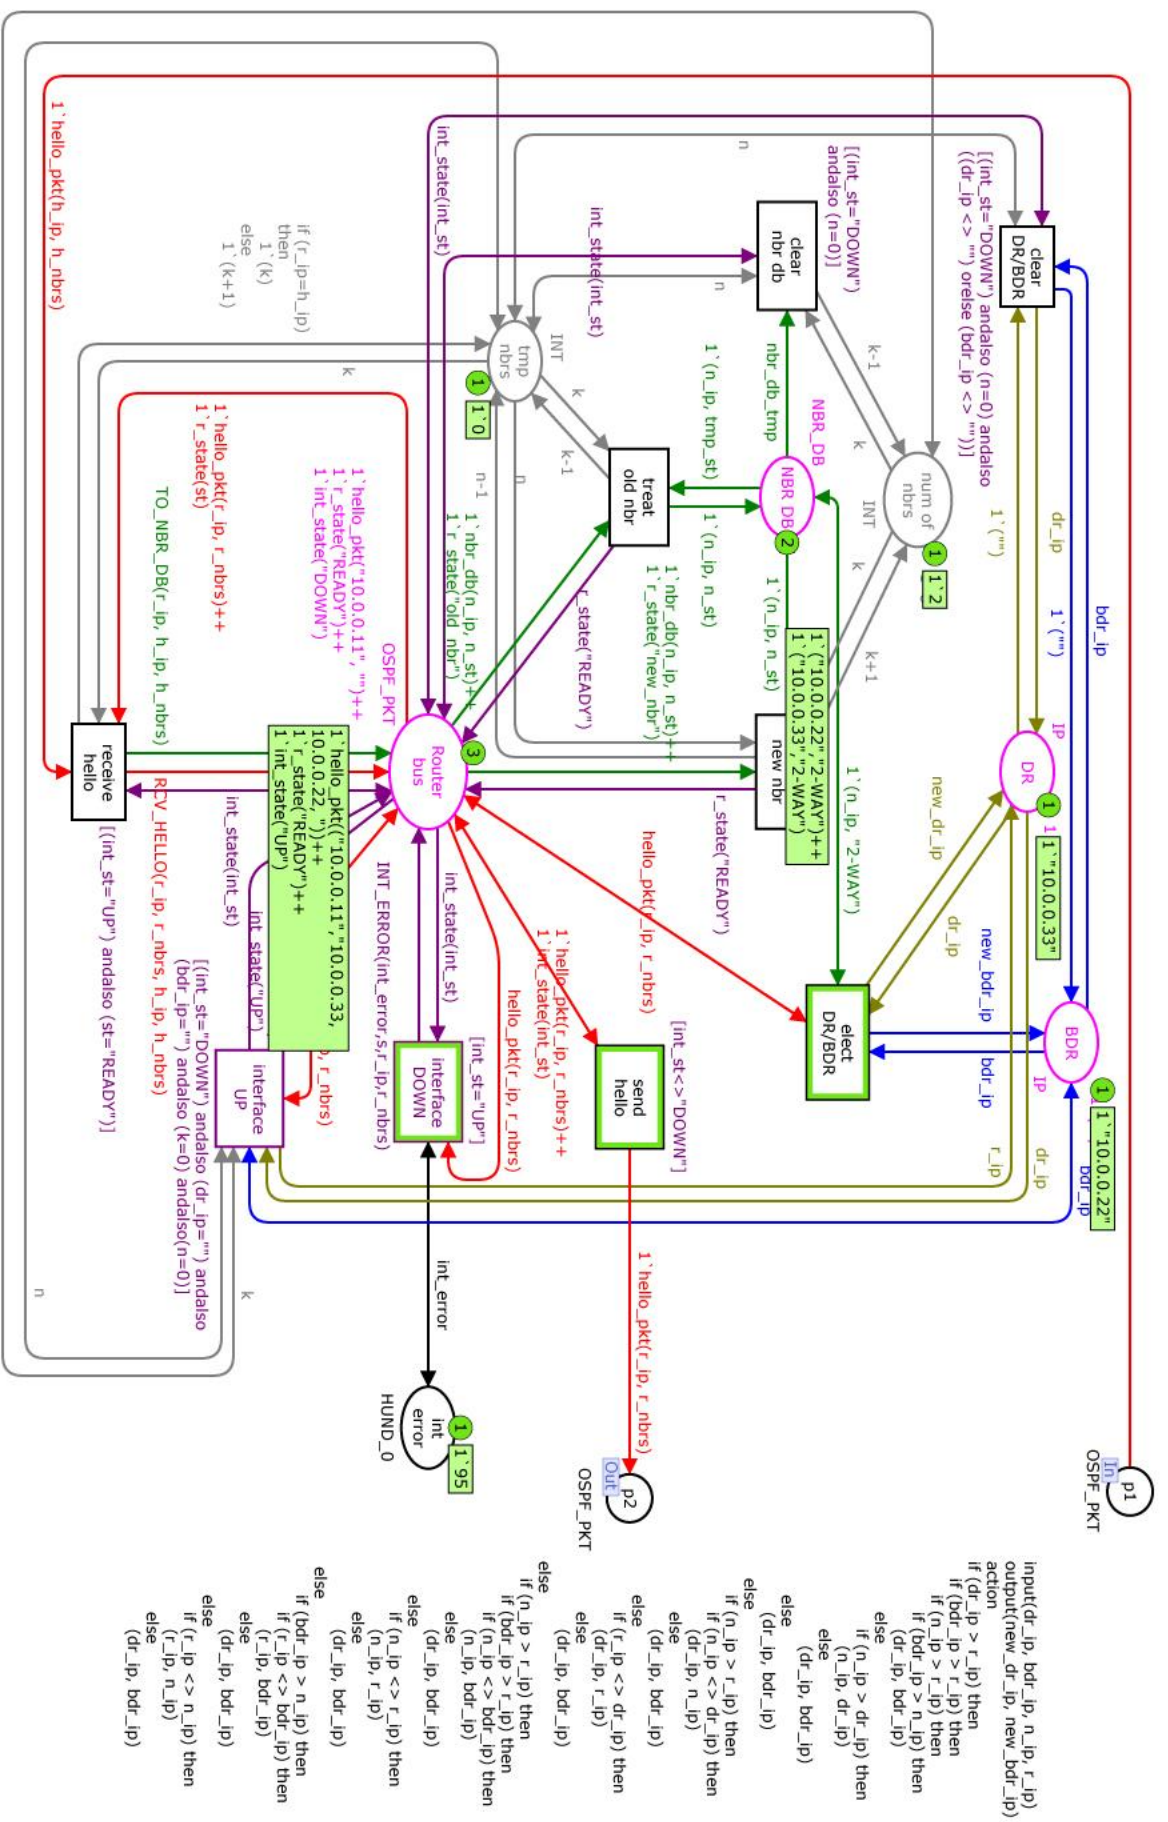 p1
In
OSPF_PKT
1
1`"10.0.0.22"
bdr_ip
bdr_ip
BDR
IP
1
1`"10.0.0.33"
DR
IP
1`("")
dr_ip
1`("")
clear
DR/BDR
[(int_st="DOWN") andalso (n=0) andalso
((dr_ip <> "") orelse (bdr_ip <> ""))]
dr_ip
r_ip
new_bdr_ip
bdr_ip
new_dr_ip
dr_ip
1
1`2
num of
nbrs
INT
k-1
k
k
k+1
elect
DR/BDR
1`(n_ip, "2-WAY")
[(int_st="DOWN")
andalso (n=0)]
NBR_DB
NBR DB
2
1`("10.0.0.22","2-WAY")++
1`("10.0.0.33","2-WAY")
clear
nbr db
nbr_db_tmp
1`(n_ip, n_st)
new nbr
n
n
1`(n_ip, tmp_st)
1`(n_ip, n_st)
r_state("READY")
1`nbr_db(n_ip, n_st)++
1`r_state("new_nbr")
treat
old nbr
hello_pkt(r_ip, r_nbrs)
[int_st<>"DOWN"]
send
hello
1`hello_pkt(r_ip, r_nbrs)
p2
Out
OSPF_PKT
int_state(int_st)
r_state("READY")
k
k-1
INT
tmp
nbrs
1
1`0
n
n-1
1`hello_pkt(r_ip, r_nbrs)++
1`int_state(int_st)
hello_pkt(r_ip, r_nbrs)
[int_st="UP"]
1`nbr_db(n_ip, n_st)++
1`r_state("old_nbr")
3
Router
bus
OSPF_PKT
int_state(int_st)
int_state(int_st)
interface
DOWN
int_error
1
1`95
int
error
HUND_0
INT_ERROR(int_error,s,r_ip,r_nbrs)
1`hello_pkt("10.0.0.11", "")++
1`r_state("READY")++
1`int_state("DOWN")
1`hello_pkt(("10.0.0.11","10.0.0.33,
10.0.0.22, "))++
1`r_state("READY")++
1`int_state("UP")
, r_nbrs)
if (r_ip=h_ip)
then
1`(k)
else
1`(k+1)
k
1`hello_pkt(r_ip, r_nbrs)++
1`r_state(st)
int_state("UP")
int_state(int_st)
interface
UP
k
n
[(int_st="DOWN") andalso (dr_ip="") andalso
(bdr_ip="") andalso (k=0) andalso(n=0)]
TO_NBR_DB(r_ip, h_ip, h_nbrs)
RCV_HELLO(r_ip, r_nbrs, h_ip, h_nbrs)
receive
hello
[(int_st="UP") andalso (st="READY")]
1`hello_pkt(h_ip, h_nbrs)
input(dr_ip, bdr_ip, n_ip, r_ip)
output(new_dr_ip, new_bdr_ip)
action
if (dr_ip > r_ip) then
if (bdr_ip > r_ip) then
if (n_ip > r_ip) then
if (bdr_ip > n_ip) then
(dr_ip, bdr_ip)
else
if (n_ip > dr_ip) then
(n_ip, dr_ip)
else
(dr_ip, bdr_ip)
else
(dr_ip, bdr_ip)
else
if (n_ip > r_ip) then
if (n_ip <> dr_ip) then
(dr_ip, n_ip)
else
(dr_ip, bdr_ip)
else
if (r_ip <> dr_ip) then
(dr_ip, r_ip)
else
(dr_ip, bdr_ip)
else
if (n_ip > r_ip) then
if (bdr_ip > r_ip) then
if (n_ip <> bdr_ip) then
(n_ip, bdr_ip)
else
(dr_ip, bdr_ip)
else
if (n_ip <> r_ip) then
(n_ip, r_ip)
else
(dr_ip, bdr_ip)
else
if (bdr_ip > n_ip) then
if (r_ip <> bdr_ip) then
(r_ip, bdr_ip)
else
(dr_ip, bdr_ip)
else
if (r_ip <> n_ip) then
(r_ip, n_ip)
else
(dr_ip, bdr_ip)